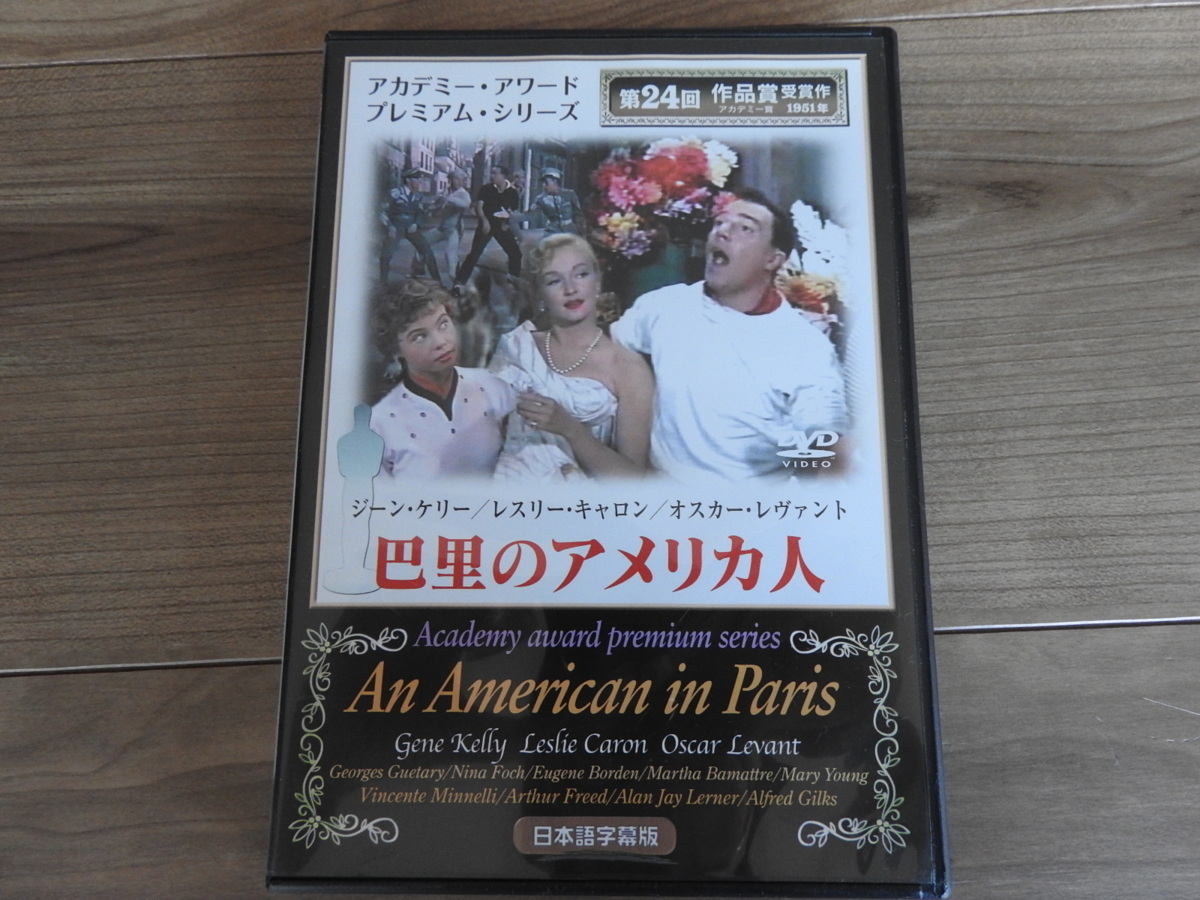 アカデミー・アワード
プレミアム・シリーズ
第24回 作品賞 受賞作
アカデミー賞 1951年
DVD
VIDEO
ジーン・ケリー／レスリー・キャロン／オスカー・レヴァント
巴里のアメリカ人
Academy award premium series
An American in Paris
Gene Kelly Leslie Caron Oscar Levant
Georges Guetary/Nina Foch/Eugene Borden/Martha Bamattre/Mary Young
Vincente Minnelli/Arthur Freed/Alan Jay Lerner/Alfred Gilks
日本語字幕版